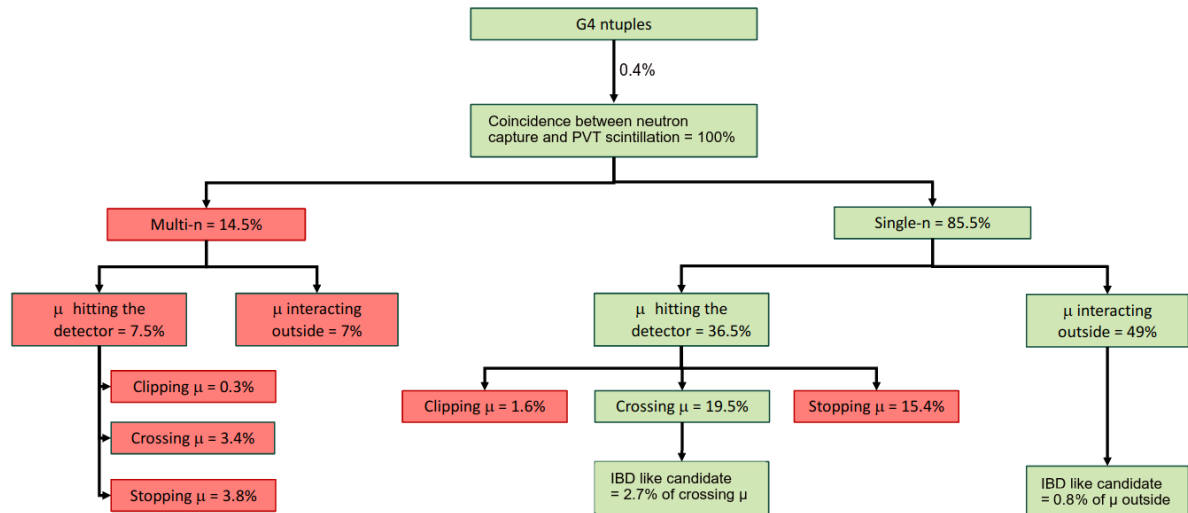 G4 ntuples
0.4%
Coincidence between neutron
capture and PVT scintillation = 100%
Multi-n = 14.5%
Single-n = 85.5%
μ hitting the
detector = 7.5%
μ interacting
outside = 7%
μ hitting the
detector = 36.5%
μ interacting
outside = 49%
Clipping μ = 0.3%
Crossing μ = 3.4%
Stopping μ = 3.8%
Clipping μ = 1.6%
Crossing μ = 19.5%
Stopping μ = 15.4%
IBD like candidate
= 2.7% of crossing μ
IBD like candidate
= 0.8% of μ outside